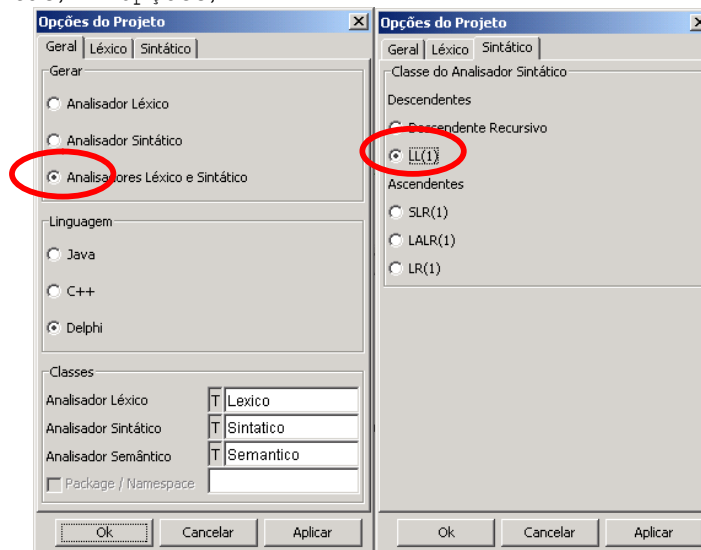 Opções do Projeto
Geral Léxico Sintático
Gerar
Analisador Léxico
Analisador Sintático
Analisadores Léxico e Sintático
Linguagem
Java
C++
Delphi
Classes
Analisador Léxico T Lexico
Analisador Sintático T Sintatico
Analisador Semântico T Semantico
Package / Namespace
Ok Cancelar Aplicar
Opções do Projeto
Geral Léxico Sintático
Classe do Analisador Sintático
Descendentes
Descendente Recursivo
LL(1)
Ascendentes
SLR(1)
LALR(1)
LR(1)
Ok Cancelar Aplicar